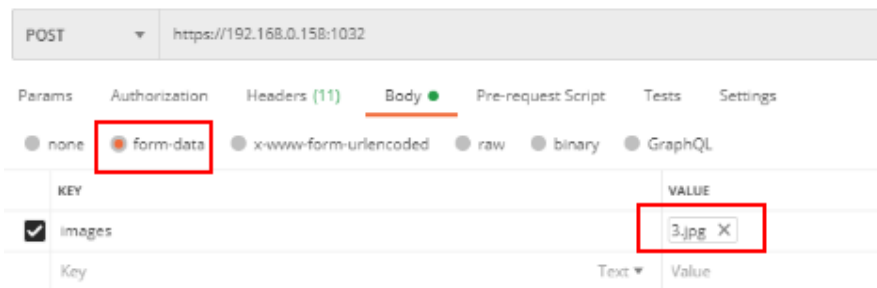 POST https://192.168.0.158:1032
Params Authorization Headers (11) Body Pre-request Script Tests Settings
none form-data x-www-form-urlencoded raw binary GraphQL
KEY VALUE
images 3.jpg
Key Text Value